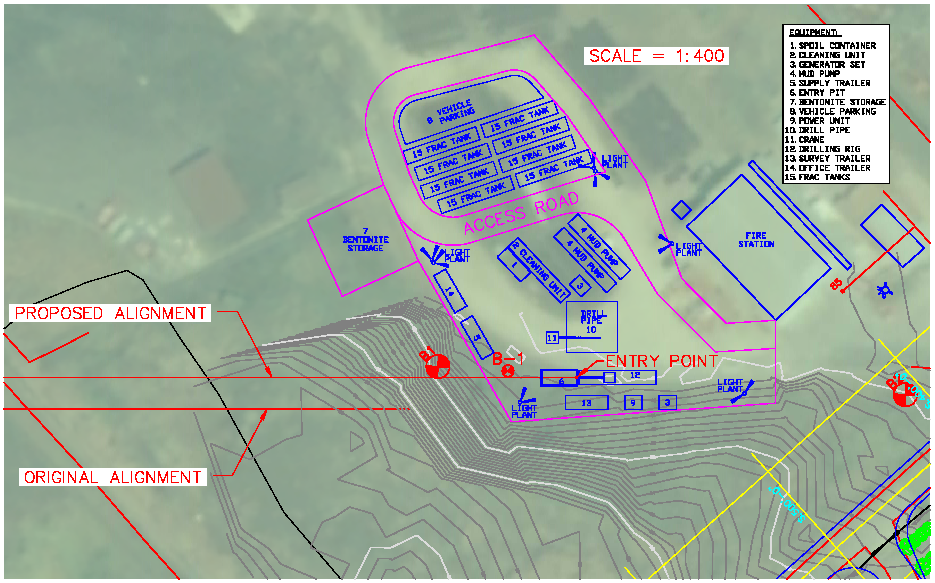 SCALE = 1:400
EQUIPMENT:
1. SPOIL CONTAINER
2. CLEANING UNIT
3. GENERATOR SET
4. MUD PUMP
5. SUPPLY TRAILER
6. ENTRY PIT
7. BENTONITE STORAGE
8. VEHICLE PARKING
9. POWER UNIT
10. DRILL PIPE
11. CRANE
12. DRILLING RIG
13. SURVEY TRAILER
14. OFFICE TRAILER
15. FRAC TANKS
8 VEHICLE
PARKING
15 FRAC TANK
15 FRAC TANK
15 FRAC TANK
15 FRAC TANK
15 FRAC TANK
15 FRAC TANK
15 FRAC TANK
15 FRAC TANK
LIGHT
PLANT
ACCESS ROAD
7
BENTONITE
STORAGE
LIGHT
PLANT
2 CLEANING UNIT
1
4 MUD PUMP
4 MUD PUMP
3
LIGHT
PLANT
FIRE
STATION
85
14
5
DRILL
PIPE
10
11
PROPOSED ALIGNMENT
B-1
ENTRY POINT
6
12
13
9
3
LIGHT
PLANT
LIGHT
PLANT
ORIGINAL ALIGNMENT